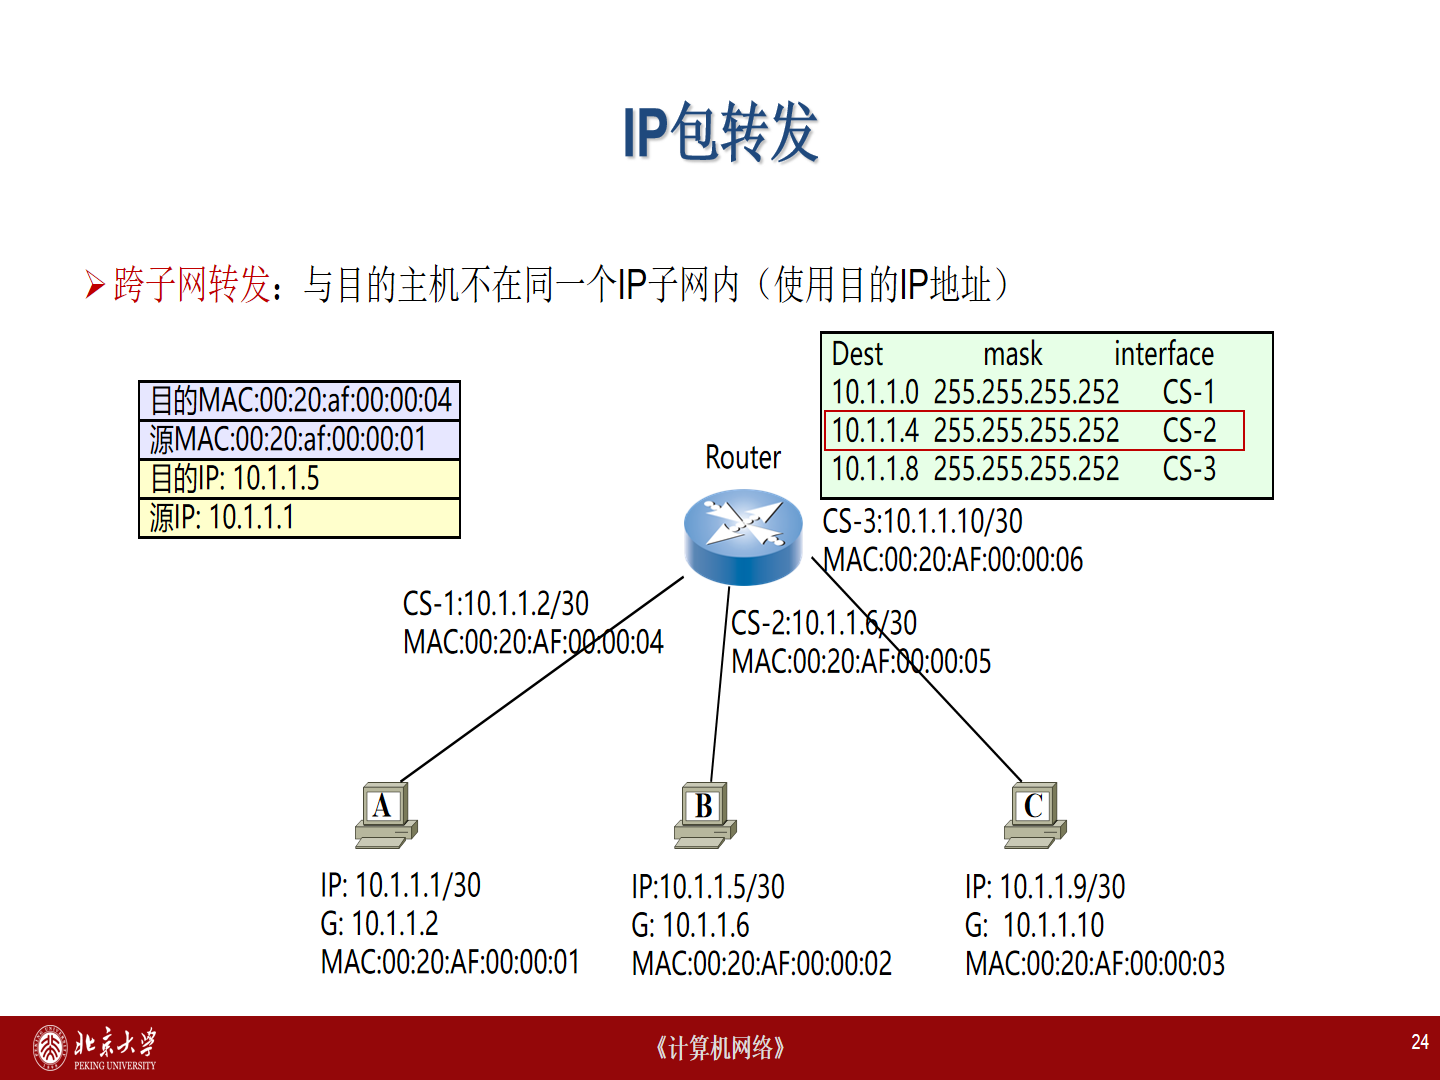 IP包转发
跨子网转发：与目的主机不在同一个IP子网内（使用目的IP地址）
目的MAC:00:20:af:00:00:04
源MAC:00:20:af:00:00:01
目的IP: 10.1.1.5
源IP: 10.1.1.1
Dest mask interface
10.1.1.0 255.255.255.252 CS-1
10.1.1.4 255.255.255.252 CS-2
10.1.1.8 255.255.255.252 CS-3
Router
CS-3:10.1.1.10/30
MAC:00:20:AF:00:00:06
CS-1:10.1.1.2/30
MAC:00:20:AF:00:00:04
CS-2:10.1.1.6/30
MAC:00:20:AF:00:00:05
A
B
C
IP: 10.1.1.1/30
G: 10.1.1.2
MAC:00:20:AF:00:00:01
IP:10.1.1.5/30
G: 10.1.1.6
MAC:00:20:AF:00:00:02
IP: 10.1.1.9/30
G: 10.1.1.10
MAC:00:20:AF:00:00:03
北京大学
PEKING UNIVERSITY
《计算机网络》
24